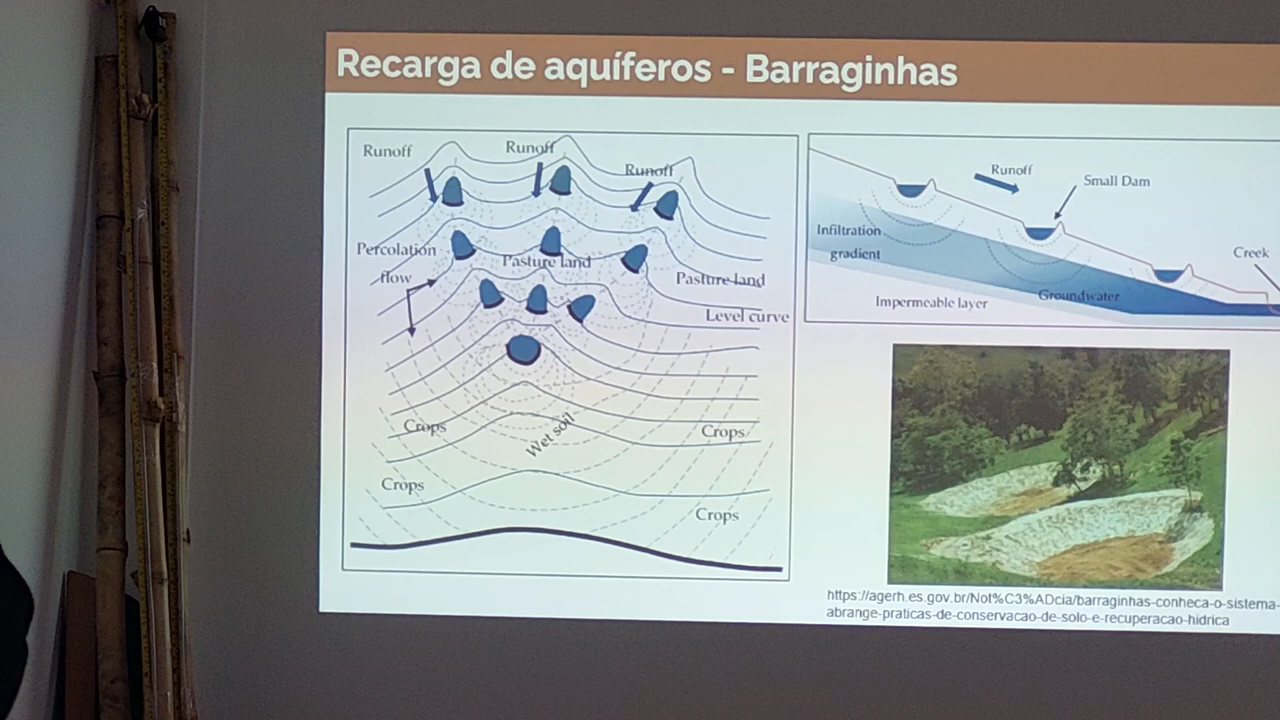 Recarga de aquíferos - Barraginhas
Runoff
Runoff
Runoff
Percolation
flow
Pasture land
Pasture land
Level curve
Crops
Wet soil
Crops
Crops
Crops
Runoff
Small Dam
Infiltration
gradient
Creek
Impermeable layer
Groundwater
https://agerh.es.gov.br/Not%C3%ADcia/barraginhas-conheca-o-sistema-
abrange-praticas-de-conservacao-de-solo-e-recuperacao-hidrica